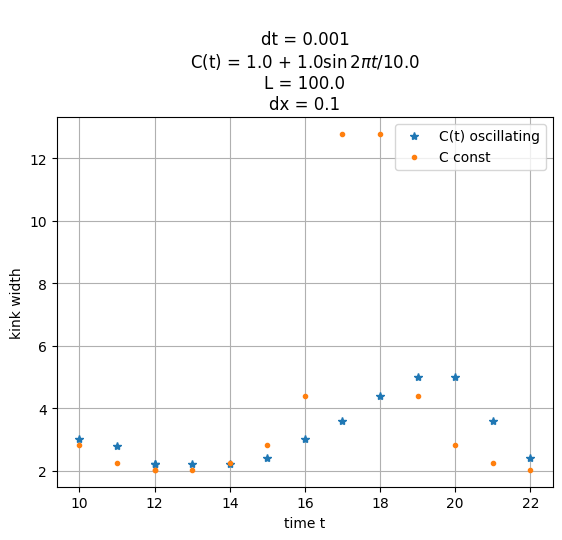 dt = 0.001
C(t) = 1.0 + 1.0sin 2πt/10.0
L = 100.0
dx = 0.1
C(t) oscillating
C const
12
10
8
6
4
2
kink width
10 12 14 16 18 20 22
time t